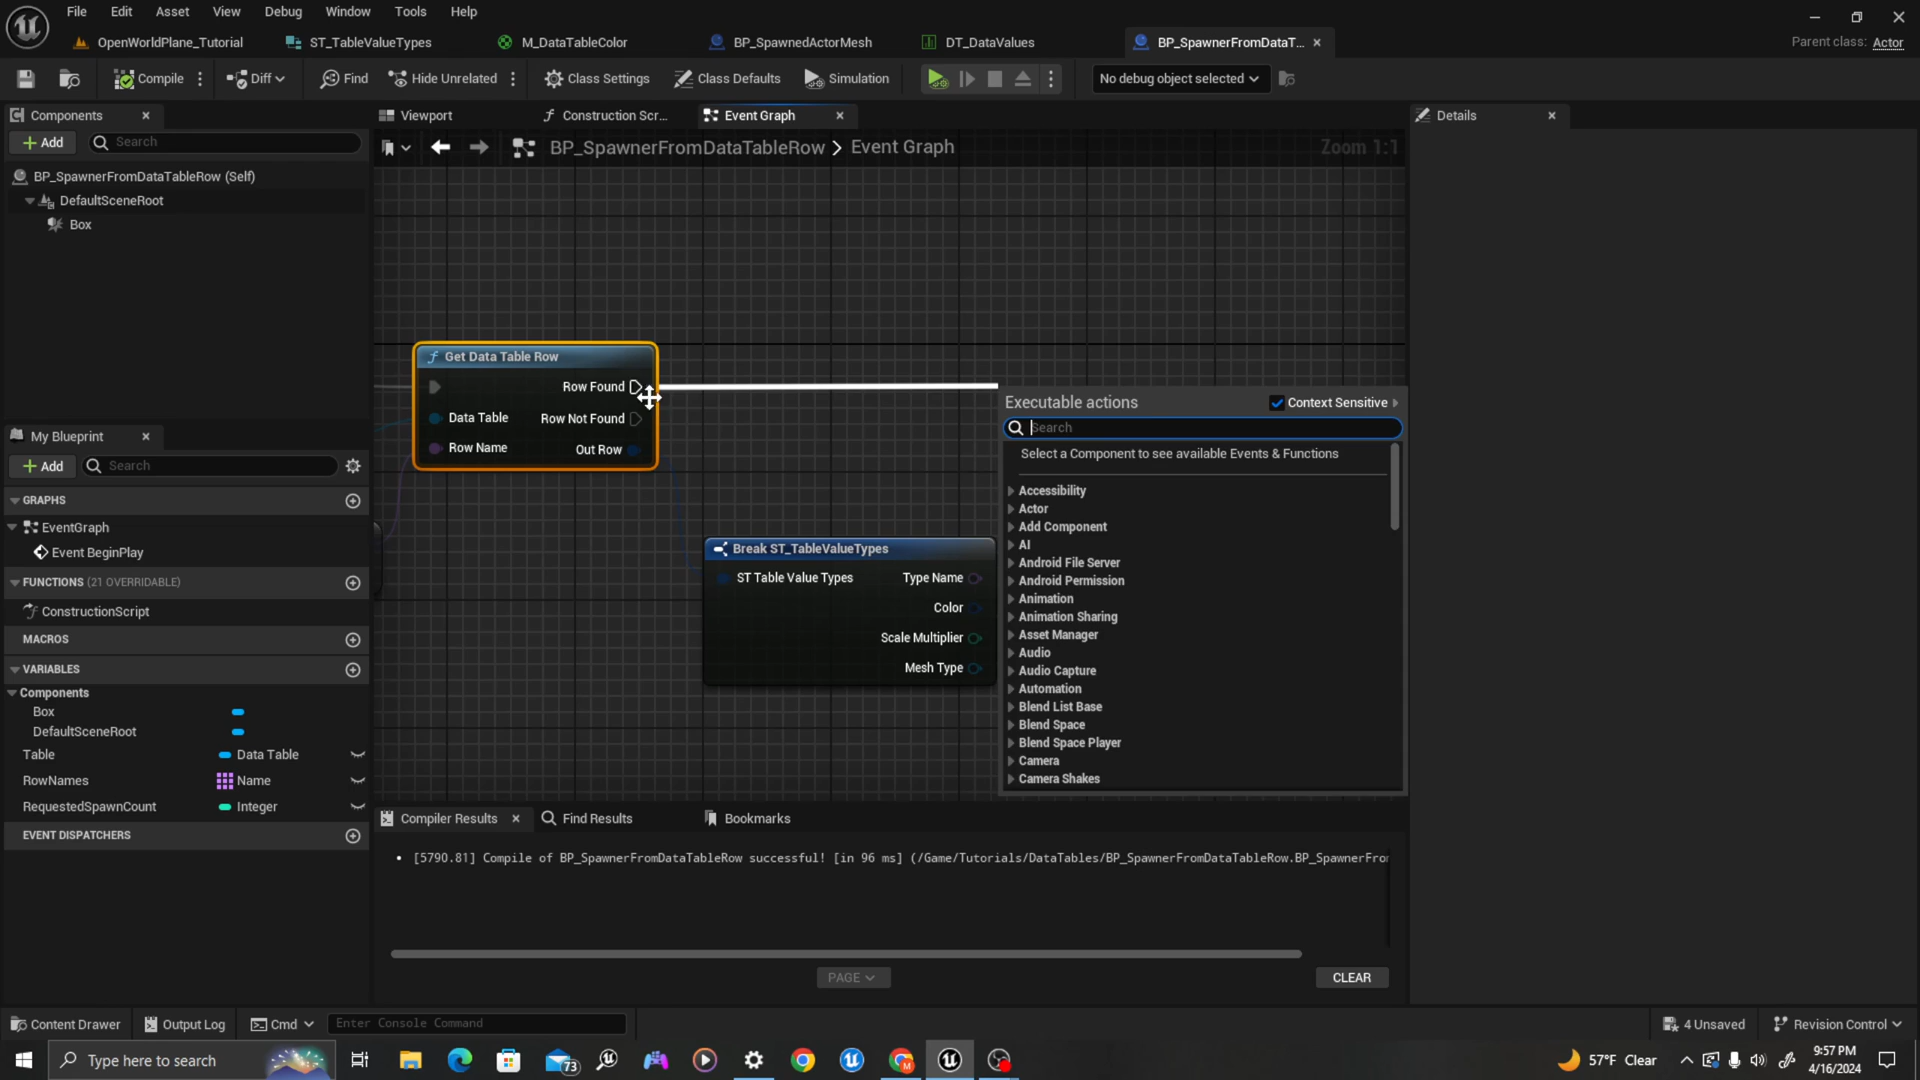 File Edit Asset View Debug Window Tools Help
OpenWorldPlane_Tutorial ST_TableValueTypes M_DataTableColor BP_SpawnedActorMesh DT_DataValues BP_SpawnerFromDataT... Parent class: Actor
Compile Diff Find Hide Unrelated Class Settings Class Defaults Simulation No debug object selected
Components
Add Search
BP_SpawnerFromDataTableRow (Self)
DefaultSceneRoot
Box
My Blueprint
Add Search
GRAPHS
EventGraph
Event BeginPlay
FUNCTIONS (21 OVERRIDABLE)
ConstructionScript
MACROS
VARIABLES
Components
Box
DefaultSceneRoot
Table Data Table
RowNames Name
RequestedSpawnCount Integer
EVENT DISPATCHERS
Viewport Construction Scr... Event Graph
BP_SpawnerFromDataTableRow > Event Graph Zoom 1:1
Get Data Table Row
Row Found
Data Table Row Not Found
Row Name Out Row
Break ST_TableValueTypes
ST Table Value Types Type Name
Color
Scale Multiplier
Mesh Type
Executable actions Context Sensitive
Search
Select a Component to see available Events & Functions
Accessibility
Actor
Add Component
AI
Android File Server
Android Permission
Animation
Animation Sharing
Asset Manager
Audio
Audio Capture
Automation
Blend List Base
Blend Space
Blend Space Player
Camera
Camera Shakes
Details
Compiler Results Find Results Bookmarks
[5790.81] Compile of BP_SpawnerFromDataTableRow successful! [in 96 ms] (/Game/Tutorials/DataTables/BP_SpawnerFromDataTableRow.BP_SpawnerFrom
PAGE CLEAR
Content Drawer Output Log Cmd Enter Console Command 4 Unsaved Revision Control
Type here to search 73 57°F Clear 9:57 PM
4/16/2024